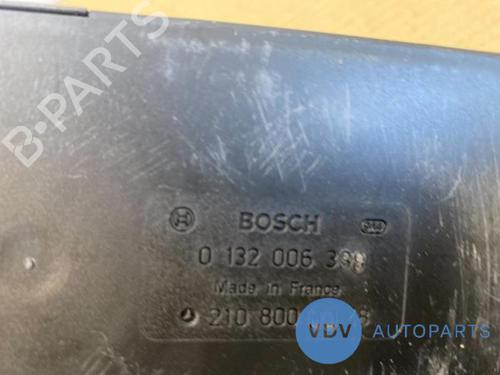 B-PARTS
BOSCH
0 132 006
Made in France
210 800
VDV AUTOPARTS